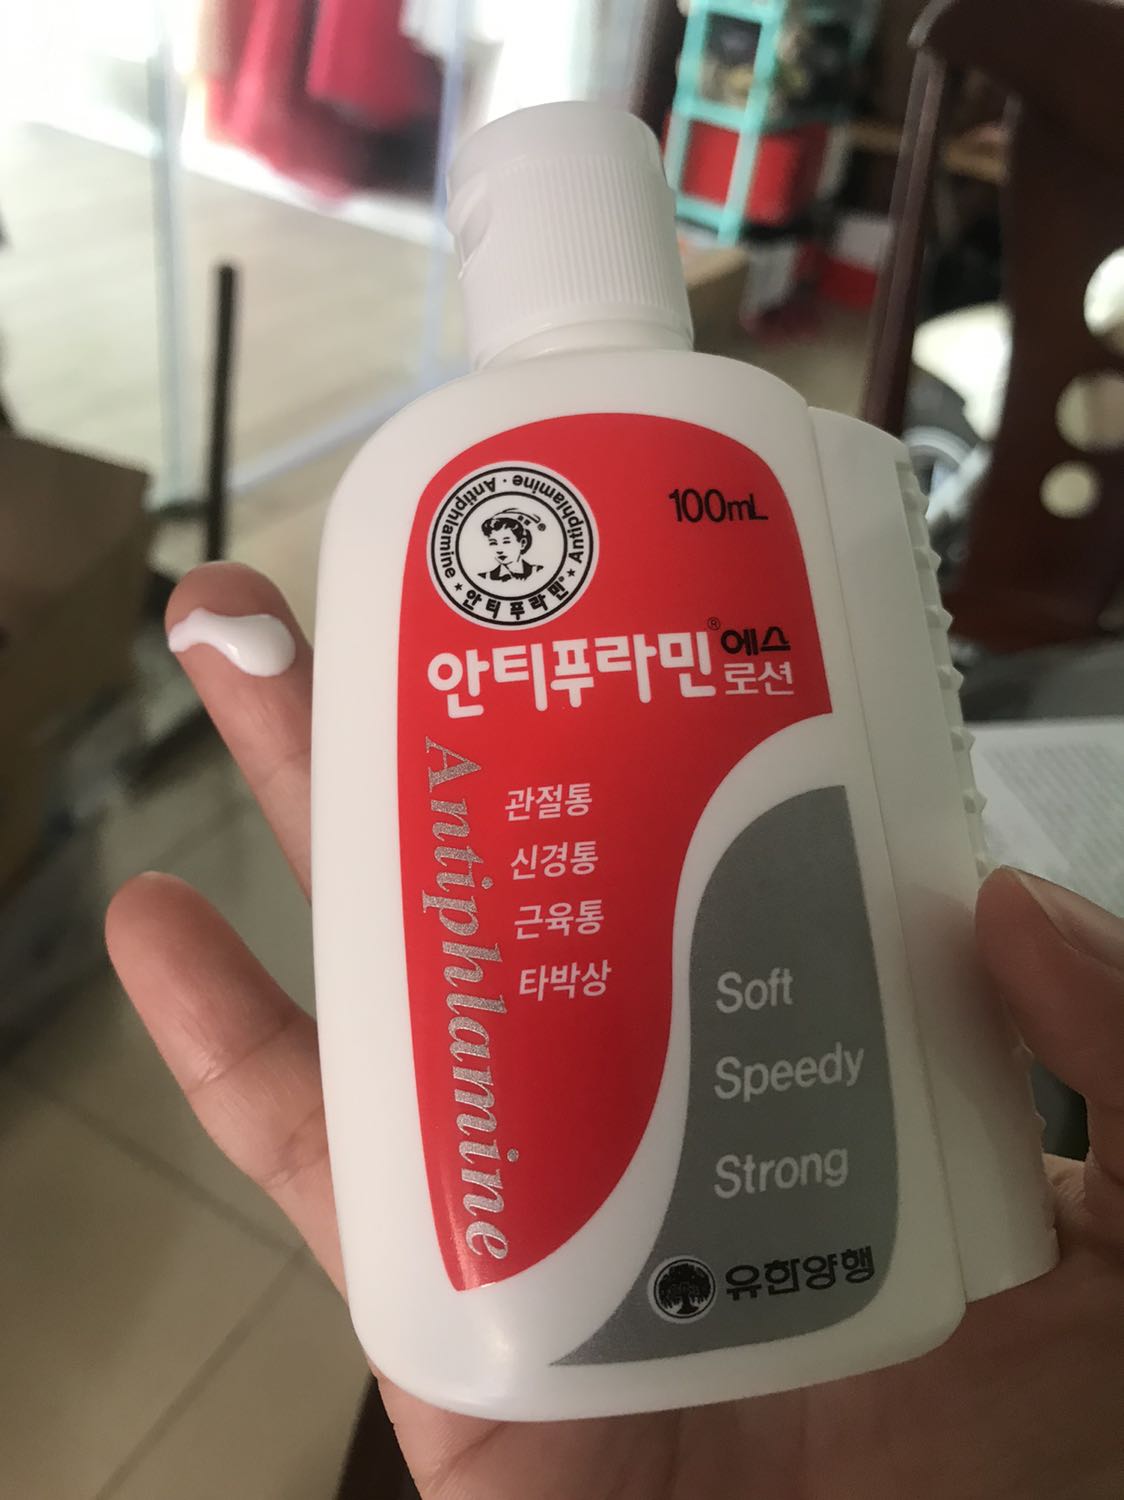 Antiphlamine · Antiphlamine
안티푸라민®
100mL
안티푸라민® 에스
로션
Antiphlamine
관절통
신경통
근육통
타박상
Soft
Speedy
Strong
유한양행